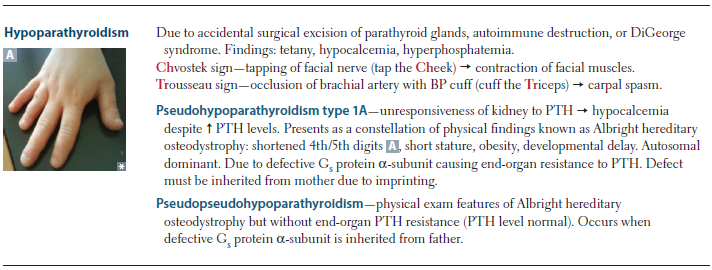 Hypoparathyroidism
A
*
Due to accidental surgical excision of parathyroid glands, autoimmune destruction, or DiGeorge
syndrome. Findings: tetany, hypocalcemia, hyperphosphatemia.
Chvostek sign—tapping of facial nerve (tap the Cheek) → contraction of facial muscles.
Trousseau sign—occlusion of brachial artery with BP cuff (cuff the Triceps) → carpal spasm.
Pseudohypoparathyroidism type 1A—unresponsiveness of kidney to PTH → hypocalcemia
despite ↑ PTH levels. Presents as a constellation of physical findings known as Albright hereditary
osteodystrophy: shortened 4th/5th digits A, short stature, obesity, developmental delay. Autosomal
dominant. Due to defective Gs protein α-subunit causing end-organ resistance to PTH. Defect
must be inherited from mother due to imprinting.
Pseudopseudohypoparathyroidism—physical exam features of Albright hereditary
osteodystrophy but without end-organ PTH resistance (PTH level normal). Occurs when
defective Gs protein α-subunit is inherited from father.